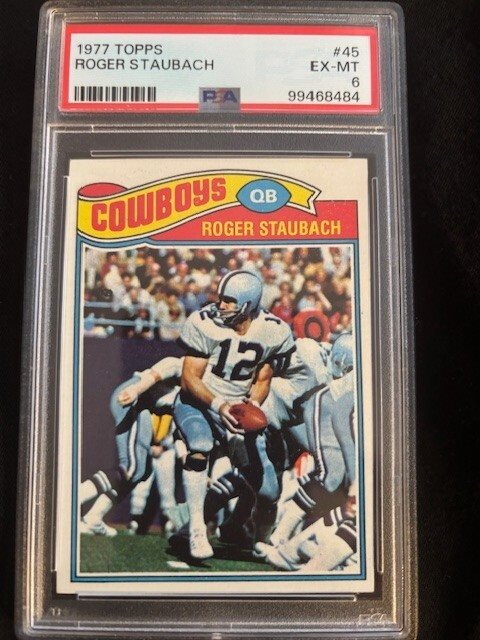 1977 TOPPS #45
ROGER STAUBACH EX-MT
6
PSA 99468484
COWBOYS QB
ROGER STAUBACH
12